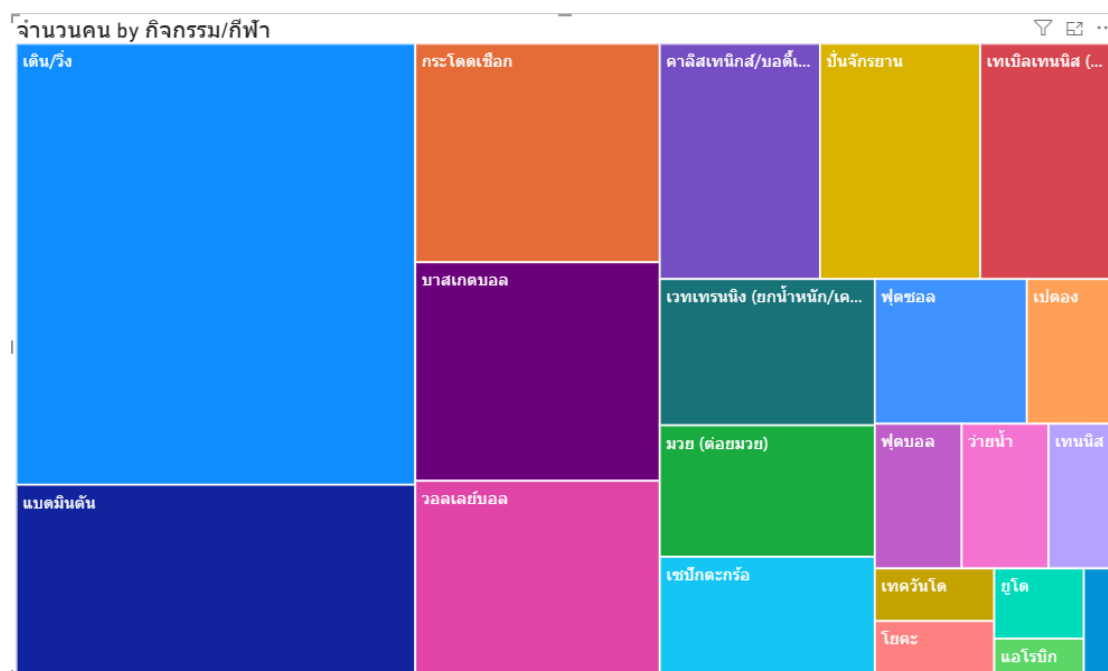 จำนวนคน by กิจกรรม/กีฬา
เดิน/วิ่ง
กระโดดเชือก
คาลิสเทนิกส์/บอดี้เ...
ปั่นจักรยาน
เทเบิลเทนนิส (...
บาสเกตบอล
เวทเทรนนิง (ยกน้ำหนัก/เค...
ฟุตซอล
เปตอง
มวย (ต่อยมวย)
ฟุตบอล
ว่ายน้ำ
เทนนิส
แบดมินตัน
วอลเลย์บอล
เซปักตะกร้อ
เทควันโด
ยูโด
โยคะ
แอโรบิก